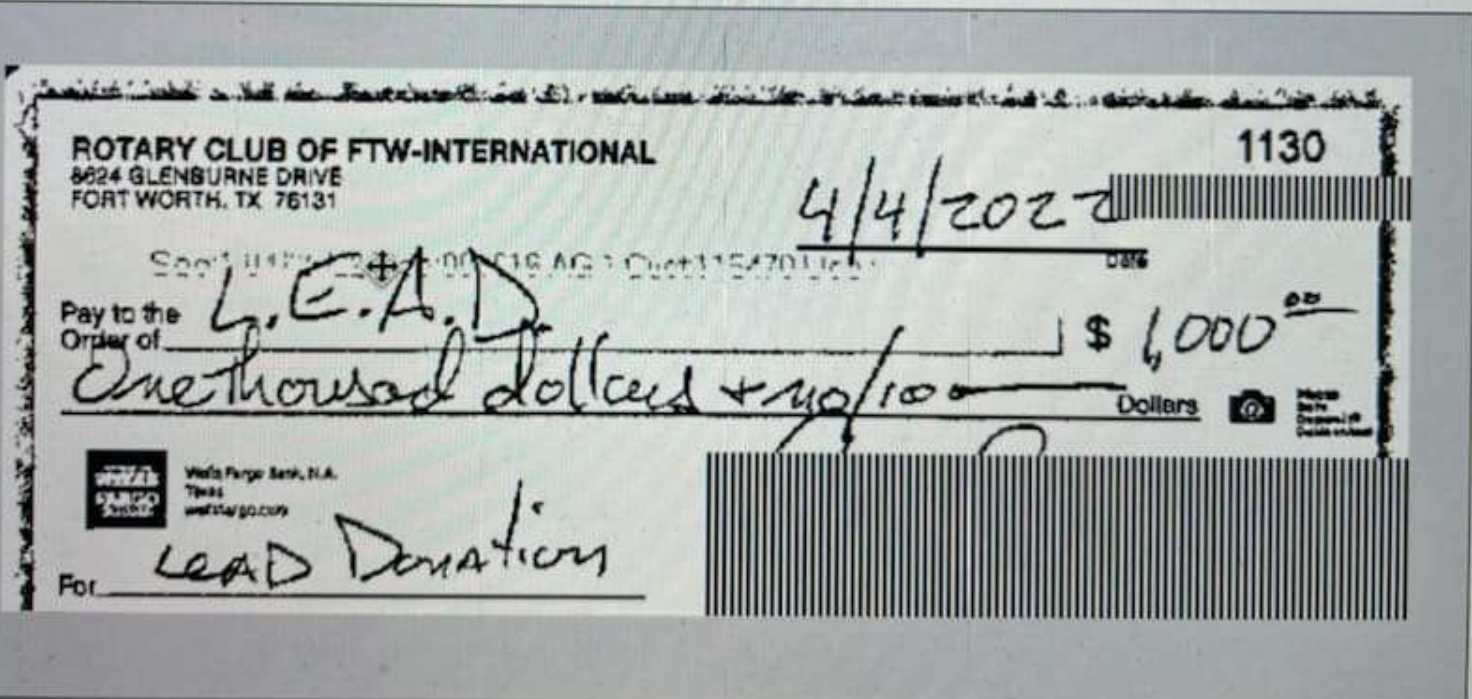 ROTARY CLUB OF FTW-INTERNATIONAL
1130
8624 GLENBURNE DRIVE
FORT WORTH, TX 76131
4/4/2022
Date
Pay to the
Order of
L.E.A.D.
$ 1,000 00
One thousad dollars + no/100
Dollars
Wells Fargo Bank, N.A.
Texas
wellsfargo.com
For LEAD Donation